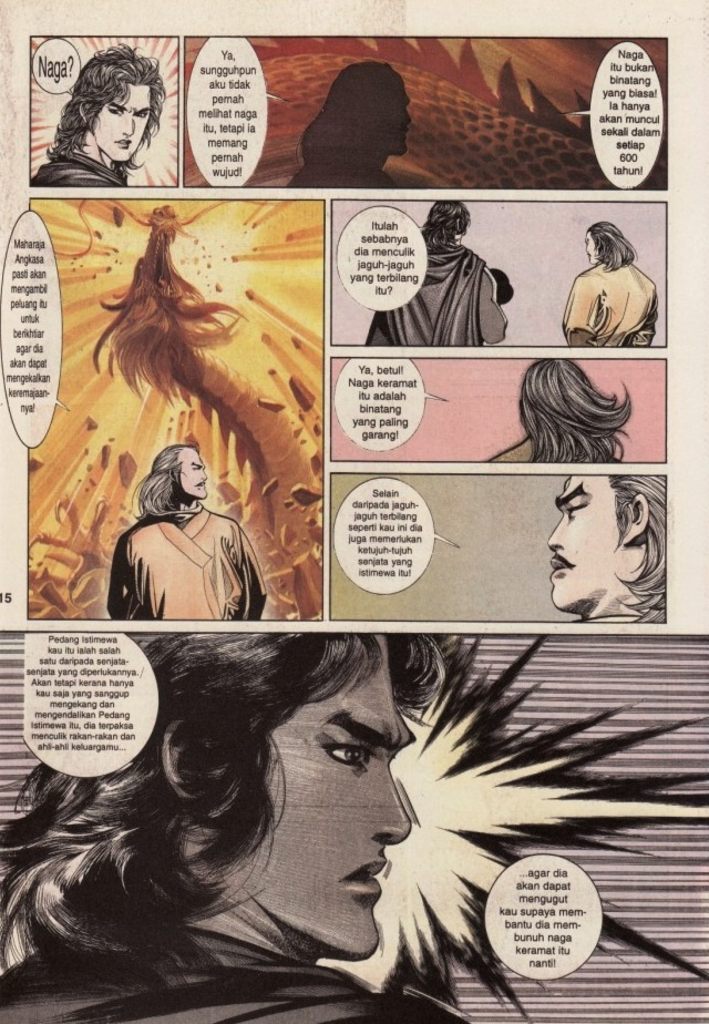 Naga?
Ya,
sungguhpun
aku tidak
pernah
melihat naga
itu, tetapi ia
memang
pernah
wujud!
Naga
itu bukan
binatang
yang biasa!
Ia hanya
akan muncul
sekali dalam
setiap
600
tahun!
Maharaja
Angkasa
pasti akan
mengambil
peluang itu
untuk
berikhtiar
agar dia
akan dapat
mengekalkan
keremajaan-
nya!
Itulah
sebabnya
dia menculik
jaguh-jaguh
yang terbilang
itu?
Ya, betul!
Naga keramat
itu adalah
binatang
paling
garang!
Selain
daripada jaguh-
jaguh terbilang
seperti kau ini dia
juga memerlukan
ketujuh-tujuh
senjata yang
istimewa itu!
15
Pedang Istimewa
kau itu ialah salah
satu daripada senjata-
senjata yang diperlukannya.
Akan tetapi kerana hanya
kau saja yang sanggup
mengekang dan
mengendalikan Pedang
Istimewa itu, dia terpaksa
menculik rakan-rakan dan
ahli-ahli keluargamu...
...agar dia
akan dapat
mengugut
kau supaya mem-
bantu dia mem-
bunuh naga
keramat itu
nanti!